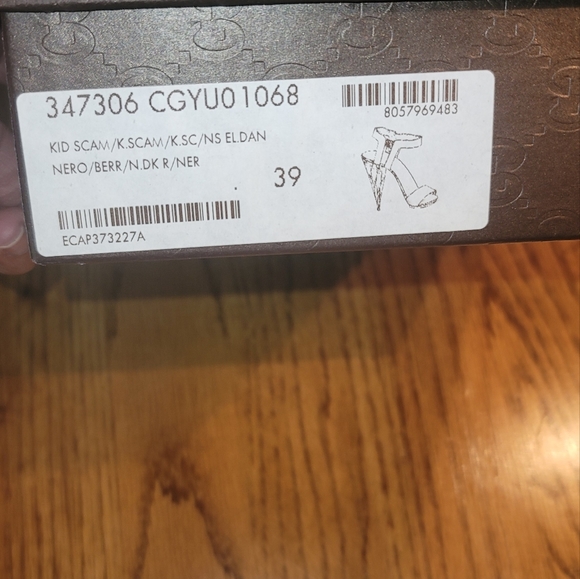 347306 CGYU01068
8057969483
KID SCAM/K.SCAM/K.SC/NS EL.DAN
NERO/BERR/N.DK R/NER
39
ECAP373227A